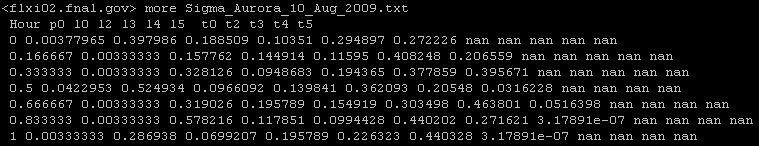 <flxi02.fnal.gov> more Sigma_Aurora_10_Aug_2009.txt
Hour p0 l0 l2 l3 l4 l5 t0 t2 t3 t4 t5
0 0.00377965 0.397986 0.188509 0.10351 0.294897 0.272226 nan nan nan nan nan
0.166667 0.00333333 0.157762 0.144914 0.11595 0.408248 0.206559 nan nan nan nan nan
0.333333 0.00333333 0.328126 0.0948683 0.194365 0.377859 0.395671 nan nan nan nan nan
0.5 0.0422953 0.524934 0.0966092 0.139841 0.362093 0.20548 0.0316228 nan nan nan nan
0.666667 0.00333333 0.319026 0.195789 0.154919 0.303498 0.463801 0.0516398 nan nan nan nan
0.833333 0.00333333 0.578216 0.117851 0.0994428 0.440202 0.271621 3.17891e-07 nan nan nan nan
1 0.00333333 0.286938 0.0699207 0.195789 0.226323 0.440328 3.17891e-07 nan nan nan nan